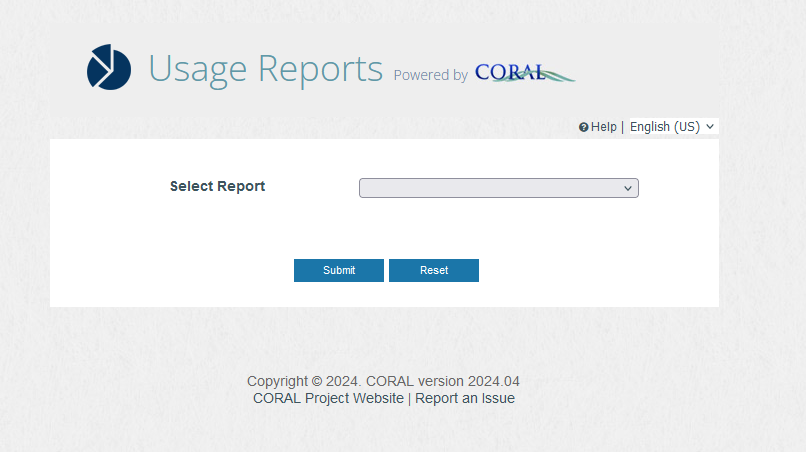 Usage Reports Powered by CORAL
Help | English (US)
Select Report
Submit Reset
Copyright © 2024. CORAL version 2024.04
CORAL Project Website | Report an Issue